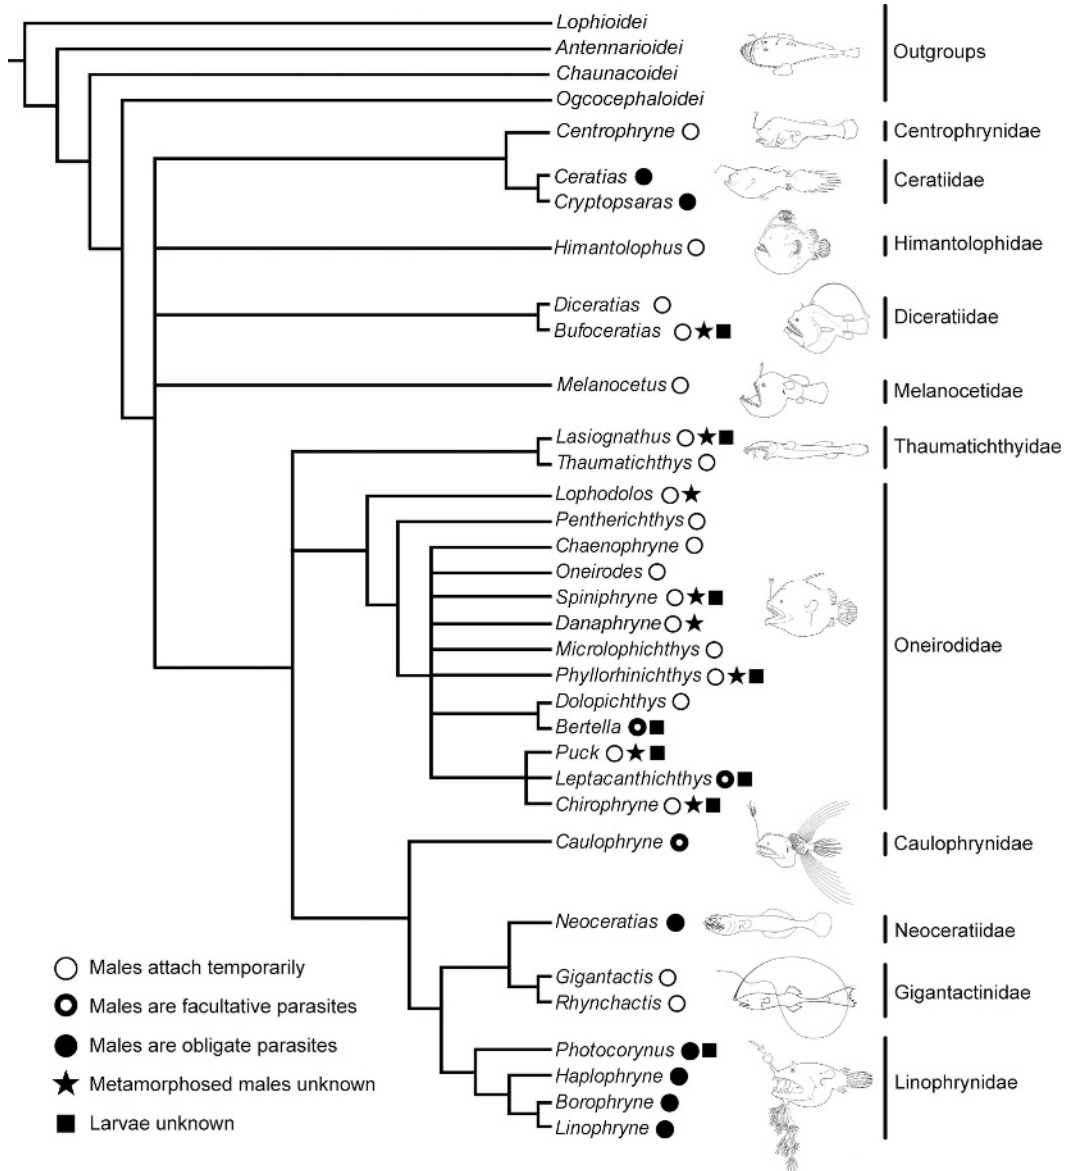 Lophioidei
Antennarioidei
Chaunacoidei
Ogcocephaloidei
Outgroups
Centrophryne
Centrophrynidae
Ceratias
Cryptopsaras
Ceratiidae
Himantolophus
Himantolophidae
Diceratias
Bufoceratias
Diceratiidae
Melanocetus
Melanocetidae
Lasiognathus
Thaumatichthys
Thaumatichthyidae
Lophodolos
Pentherichthys
Chaenophryne
Oneirodes
Spiniphryne
Danaphryne
Microlophichthys
Phyllorhinichthys
Dolopichthys
Bertella
Puck
Leptacanthichthys
Chirophryne
Oneirodidae
Caulophryne
Caulophrynidae
Neoceratias
Neoceratiidae
Gigantactis
Rhynchactis
Gigantactinidae
Photocorynus
Haplophryne
Borophryne
Linophryne
Linophrynidae
Males attach temporarily
Males are facultative parasites
Males are obligate parasites
Metamorphosed males unknown
Larvae unknown